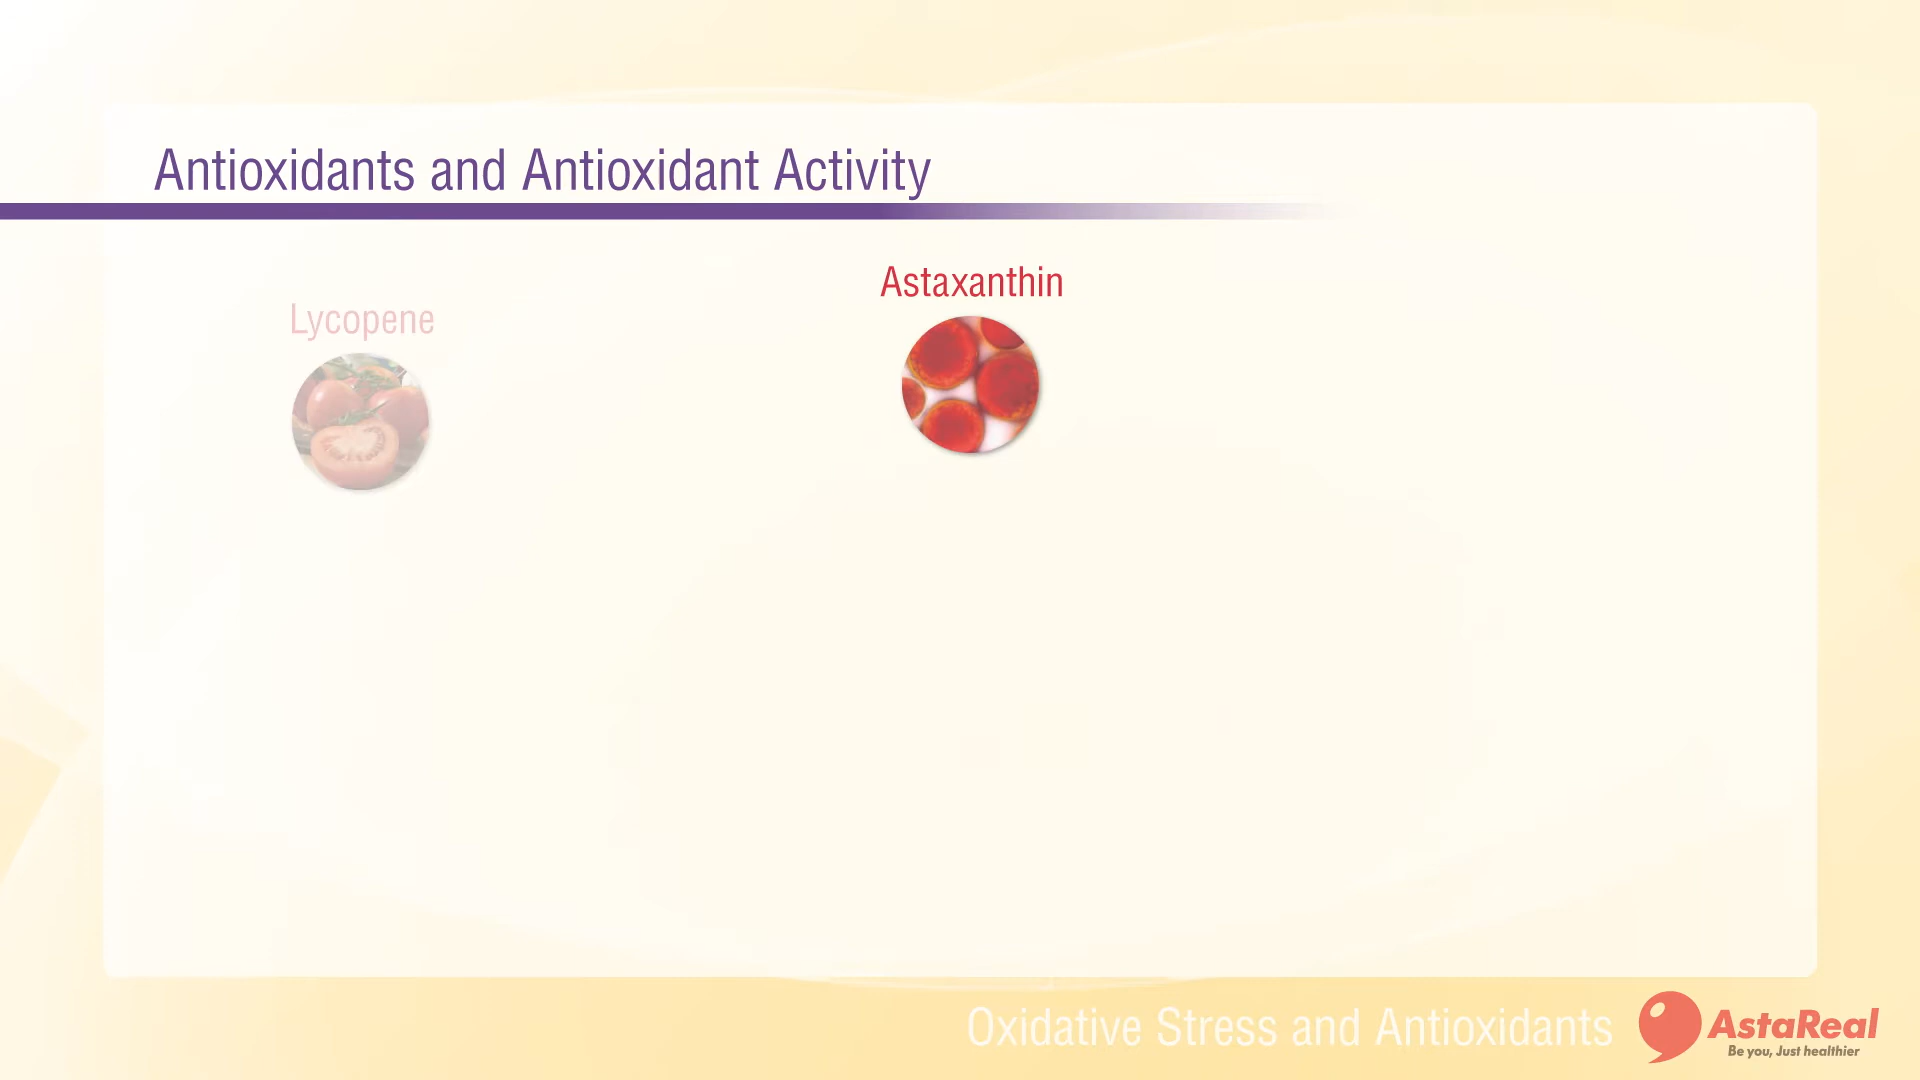 Antioxidants and Antioxidant Activity
Astaxanthin
Lycopene
Oxidative Stress and Antioxidants
AstaReal
Be you, Just healthier